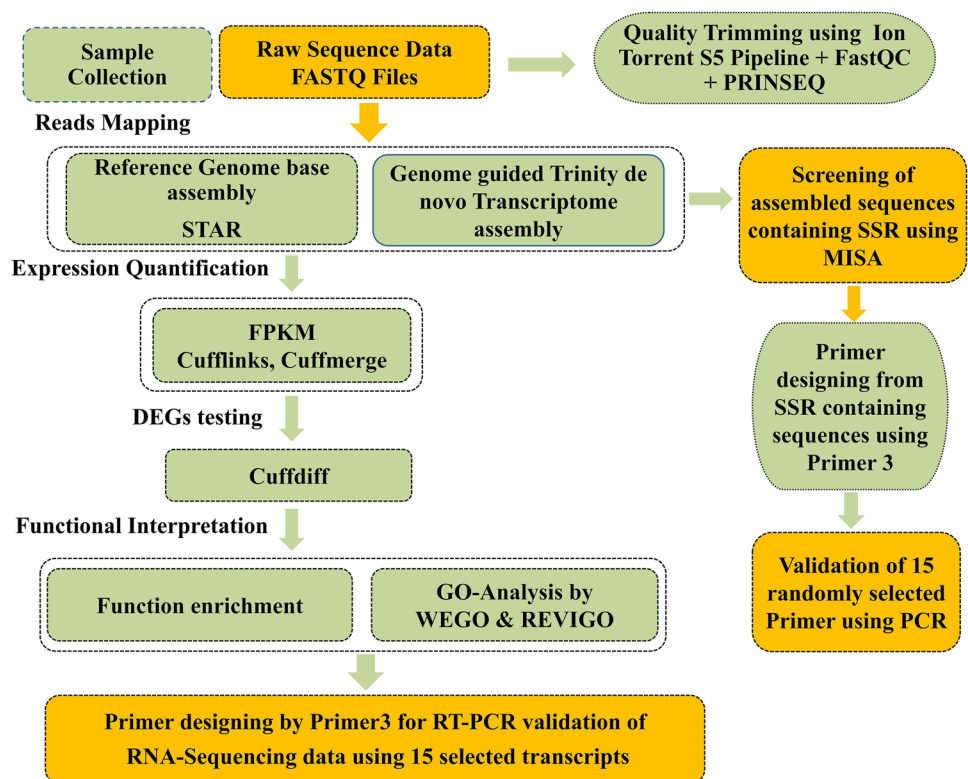 Sample
Collection
Raw Sequence Data
FASTQ Files
Quality Trimming using Ion
Torrent S5 Pipeline + FastQC
+ PRINSEQ
Reads Mapping
Reference Genome base
assembly
STAR
Genome guided Trinity de
novo Transcriptome
assembly
Screening of
assembled sequences
containing SSR using
MISA
Expression Quantification
FPKM
Cufflinks, Cuffmerge
Primer
designing from
SSR containing
sequences using
Primer 3
DEGs testing
Cuffdiff
Functional Interpretation
Function enrichment
GO-Analysis by
WEGO & REVIGO
Validation of 15
randomly selected
Primer using PCR
Primer designing by Primer3 for RT-PCR validation of
RNA-Sequencing data using 15 selected transcripts